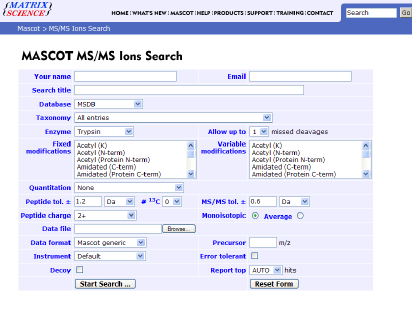 {MATRIX
SCIENCE}
HOME | WHAT'S NEW | MASCOT | HELP | PRODUCTS | SUPPORT | TRAINING | CONTACT
Search Go
Mascot > MS/MS Ions Search
MASCOT MS/MS Ions Search
Your name Email
Search title
Database MSDB
Taxonomy All entries
Enzyme Trypsin Allow up to 1 missed cleavages
Fixed modifications Acetyl (K) Acetyl (N-term) Acetyl (Protein N-term) Amidated (C-term) Amidated (Protein C-term) Variable modifications Acetyl (K) Acetyl (N-term) Acetyl (Protein N-term) Amidated (C-term) Amidated (Protein C-term)
Quantitation None
Peptide tol. ± 1.2 Da # 13C 0 MS/MS tol. ± 0.6 Da
Peptide charge 2+ Monoisotopic Average
Data file Browse...
Data format Mascot generic Precursor m/z
Instrument Default Error tolerant
Decoy Report top AUTO hits
Start Search ... Reset Form